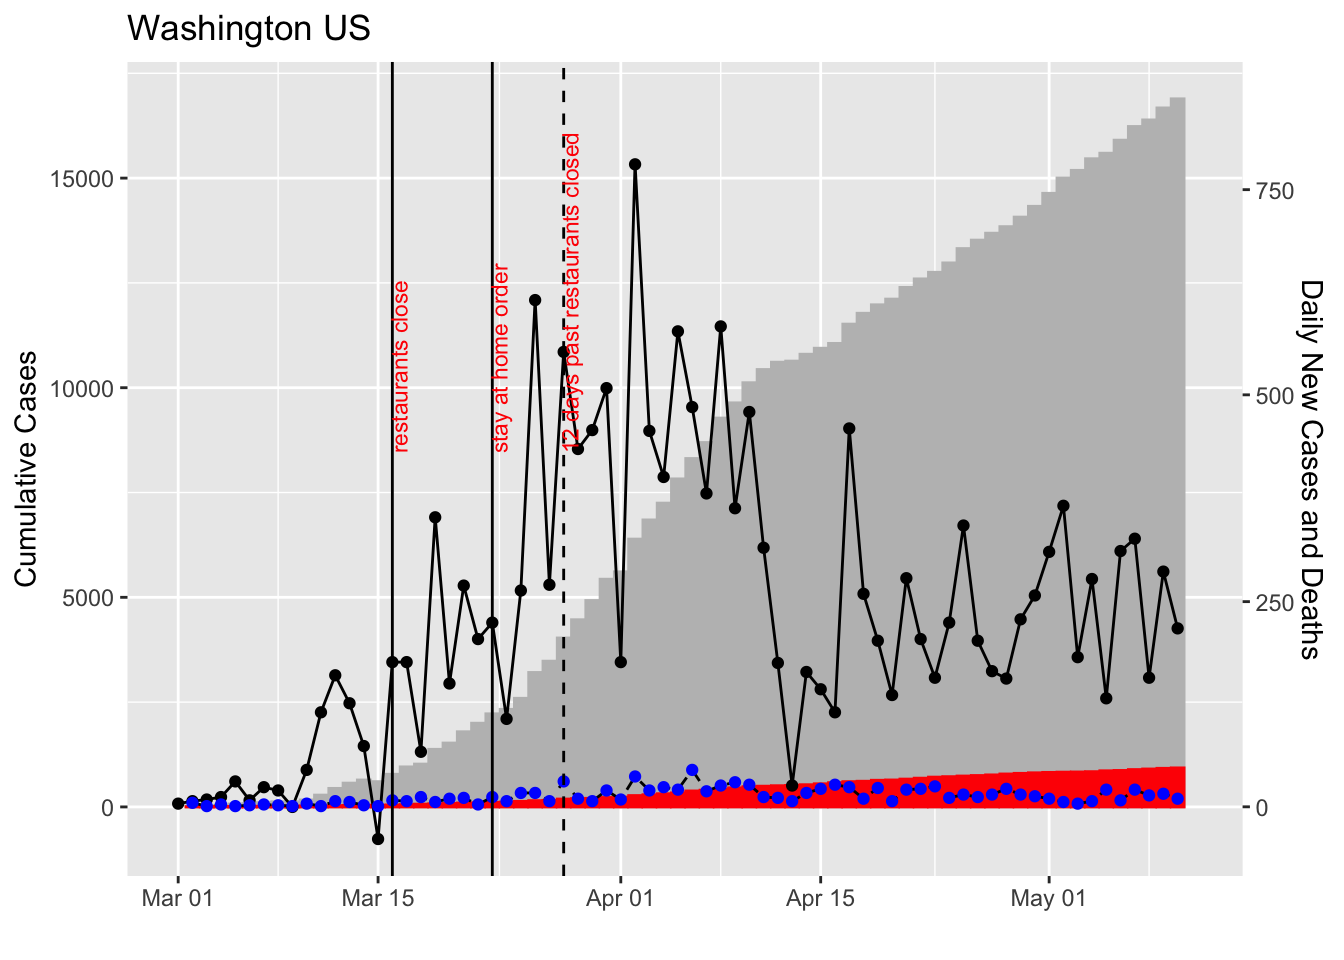 Washington US
Cumulative Cases
15000
10000
5000
0
restaurants close
stay at home order
12 days past restaurants closed
750
500
250
0
Daily New Cases and Deaths
Mar 01
Mar 15
Apr 01
Apr 15
May 01